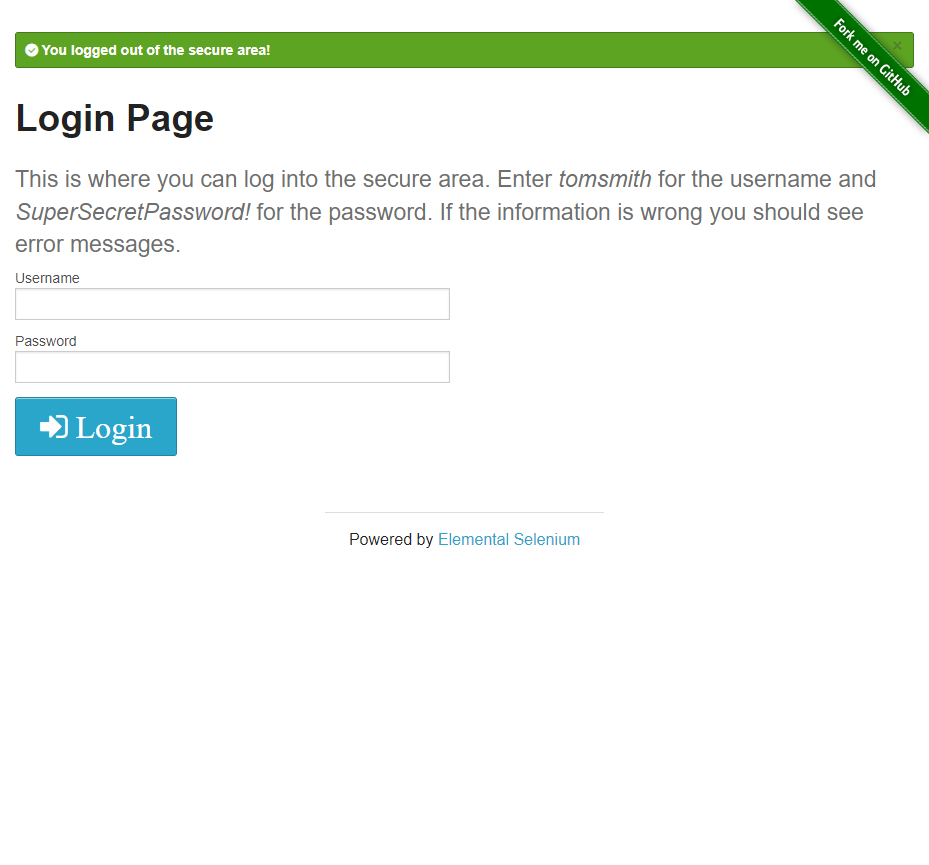 You logged out of the secure area!
×
Fork me on GitHub
Login Page
This is where you can log into the secure area. Enter tomsmith for the username and
SuperSecretPassword! for the password. If the information is wrong you should see
error messages.
Username
Password
Login
Powered by Elemental Selenium